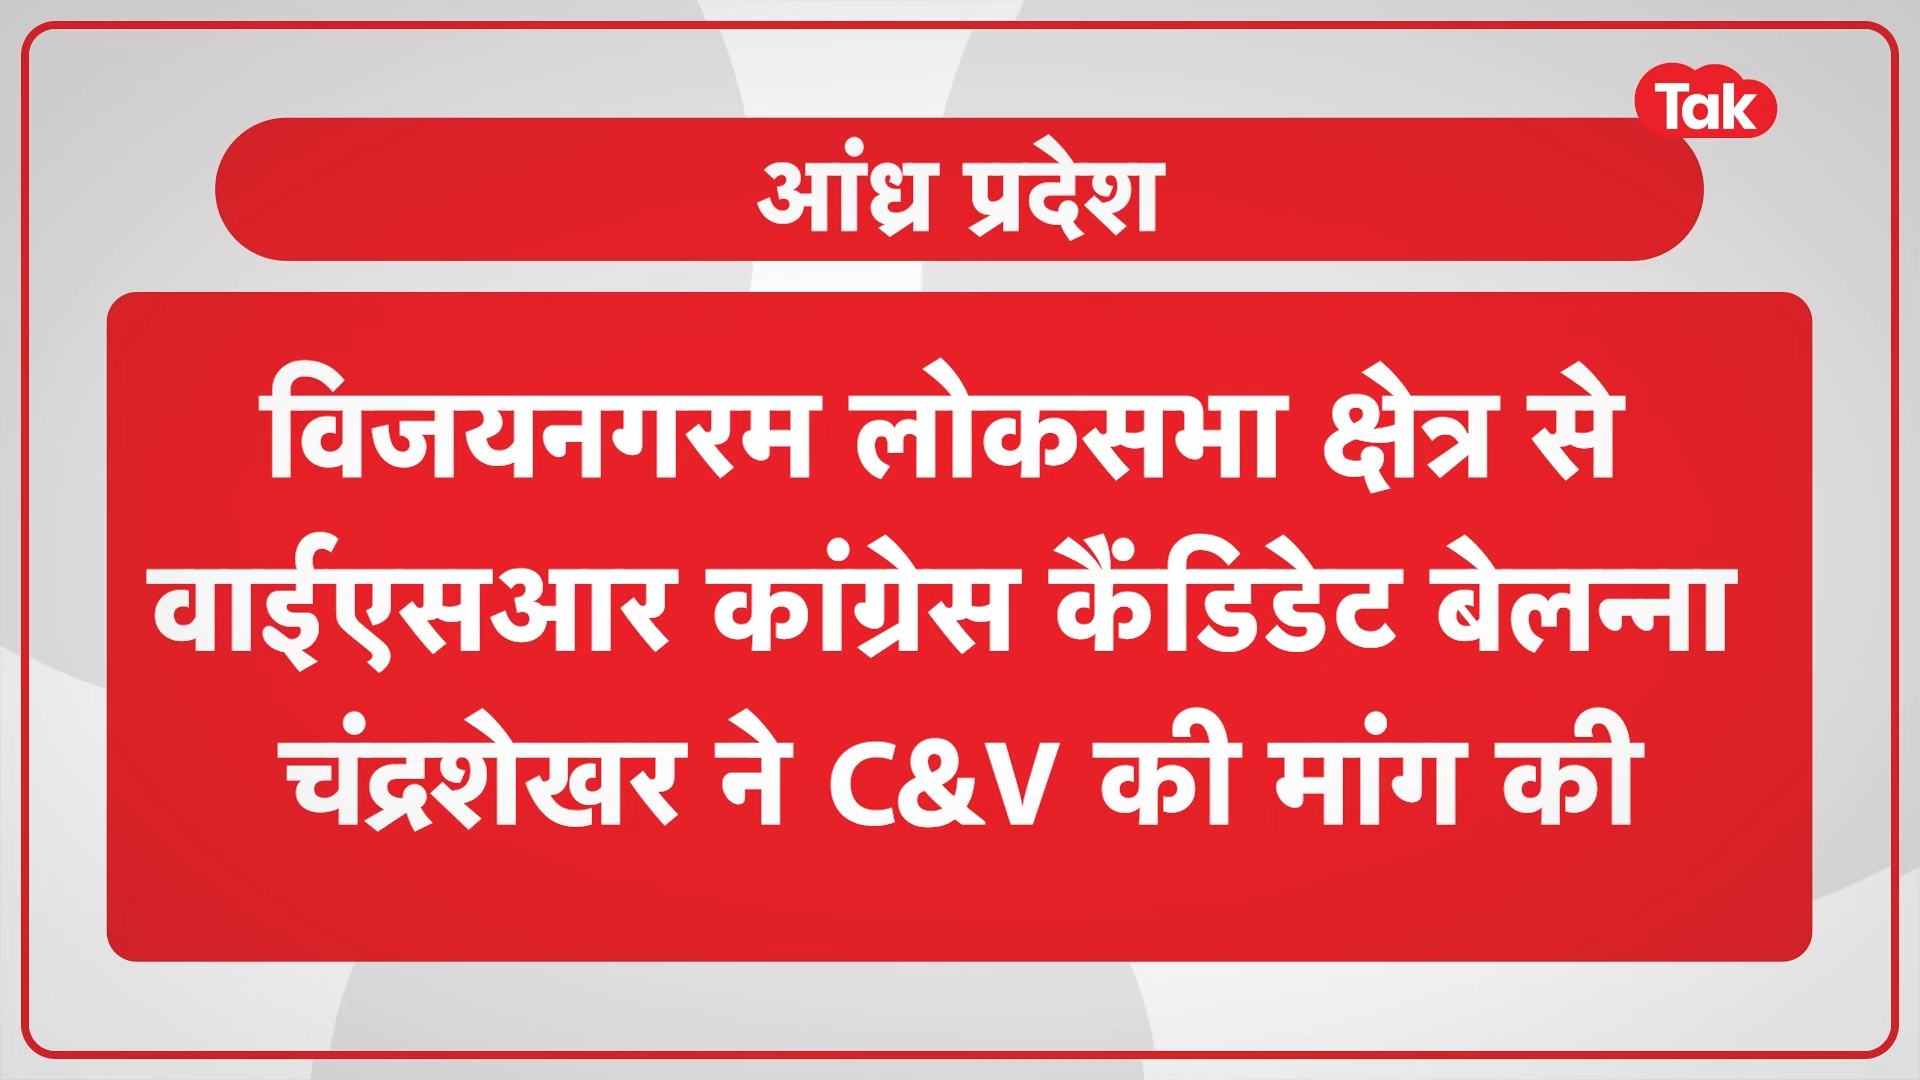 Tak
आंध्र प्रदेश
विजयनगरम लोकसभा क्षेत्र से
वाईएसआर कांग्रेस कैंडिडेट बेलन्ना
चंद्रशेखर ने C&V की मांग की